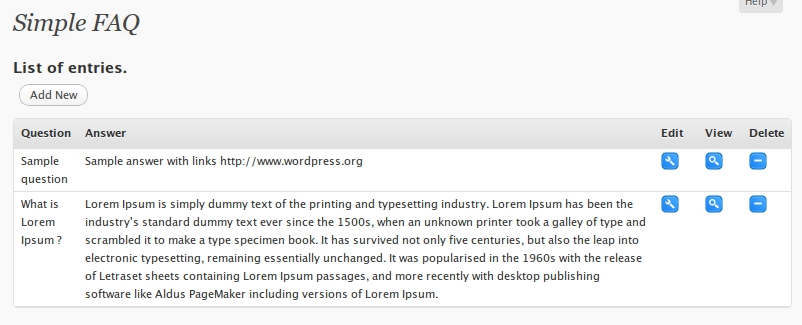 Help
Simple FAQ
List of entries.
Add New
Question Answer Edit View Delete
Sample question
Sample answer with links http://www.wordpress.org
What is Lorem Ipsum ?
Lorem Ipsum is simply dummy text of the printing and typesetting industry. Lorem Ipsum has been the
industry's standard dummy text ever since the 1500s, when an unknown printer took a galley of type and
scrambled it to make a type specimen book. It has survived not only five centuries, but also the leap into
electronic typesetting, remaining essentially unchanged. It was popularised in the 1960s with the release
of Letraset sheets containing Lorem Ipsum passages, and more recently with desktop publishing
software like Aldus PageMaker including versions of Lorem Ipsum.